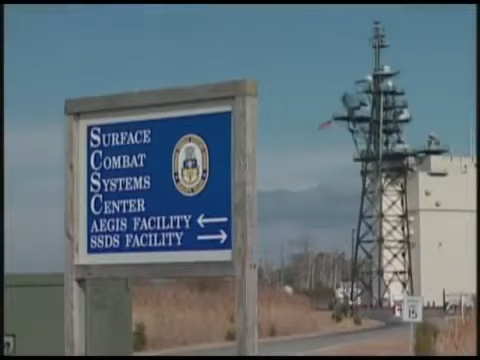 SURFACE
COMBAT
SYSTEMS
CENTER
AEGIS FACILITY ←
SSDS FACILITY →
15